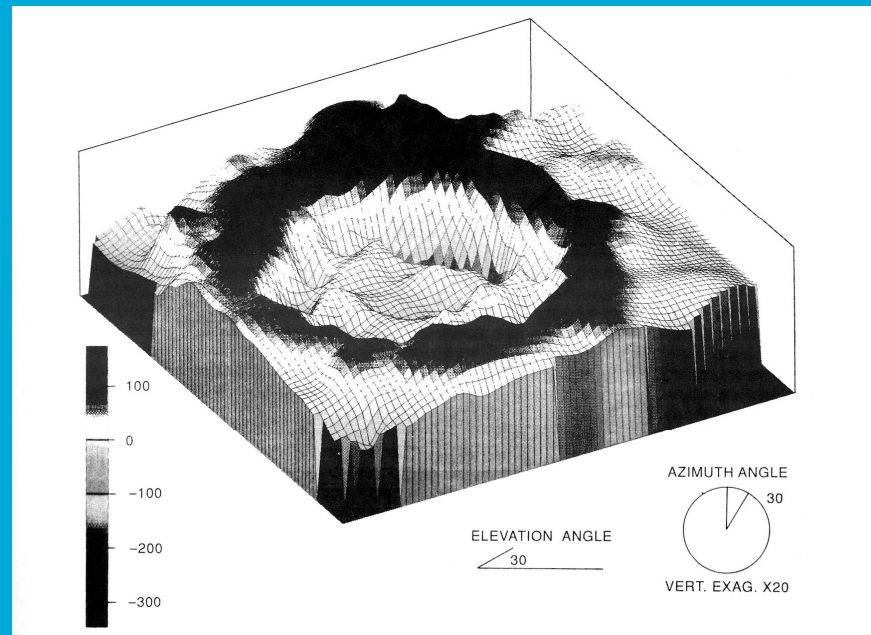 100
0
-100
-200
-300
ELEVATION ANGLE
30
AZIMUTH ANGLE
30
VERT. EXAG. X20